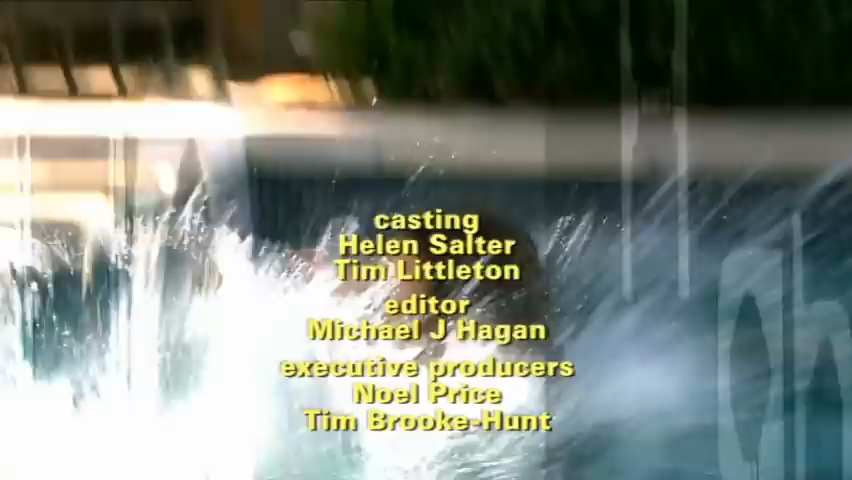 casting
Helen Salter
Tim Littleton
editor
Michael J Hagan
executive producers
Noel Price
Tim Brooke-Hunt